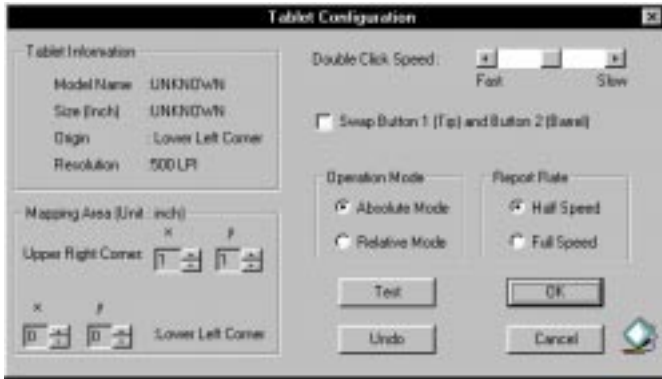 Tablet Configuration
Tablet Information
Model Name :UNKNOWN
Size (Inch) :UNKNOWN
Origin : Lower Left Corner
Resolution :500 LPI
Mapping Area (Unit : inch)
x y
Upper Right Corner: 1 1
x y
0 0 :Lower Left Corner
Double Click Speed :
Fast Slow
Swap Button 1 (Tip) and Button 2 (Barrel)
Operation Mode
Absolute Mode
Relative Mode
Report Rate
Half Speed
Full Speed
Test OK
Undo Cancel